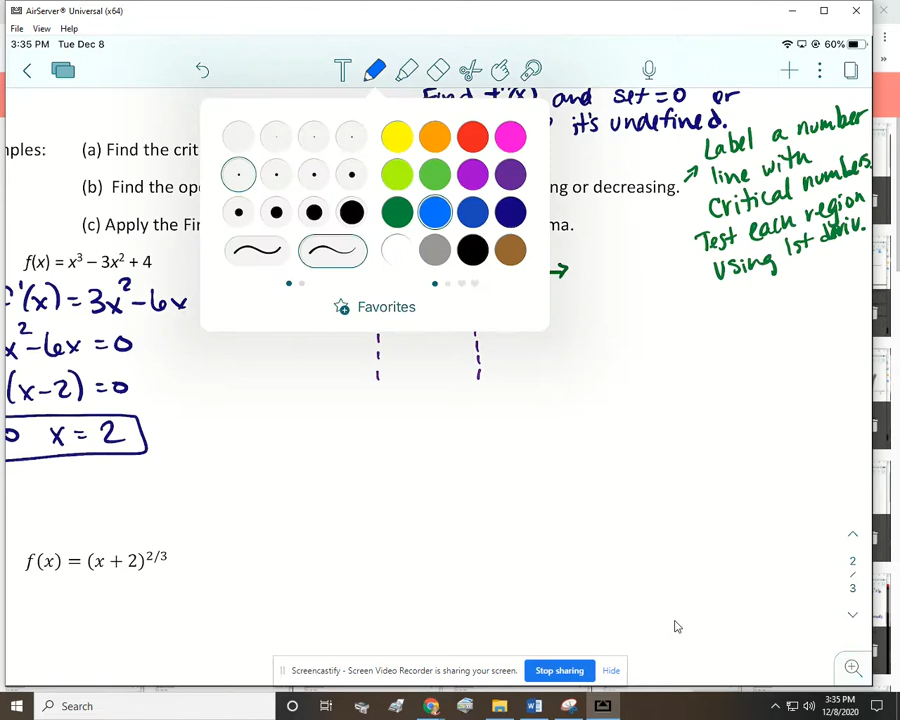 AirServer® Universal (x64)
File View Help
3:35 PM Tue Dec 8 60%
and set = 0 or
it's undefined.
Label a number
line with
Critical numbers.
Test each region
using 1st deriv.
mples: (a) Find the crit
(b) Find the ope ing or decreasing.
(c) Apply the Fir ma.
f(x) = x³ − 3x² + 4
'(x) = 3x² − 6x
x² − 6x = 0
(x − 2) = 0
0 x = 2
Favorites
f(x) = (x + 2)^{2/3}
2
/
3
Screencastify - Screen Video Recorder is sharing your screen. Stop sharing Hide
Search
3:35 PM
12/8/2020